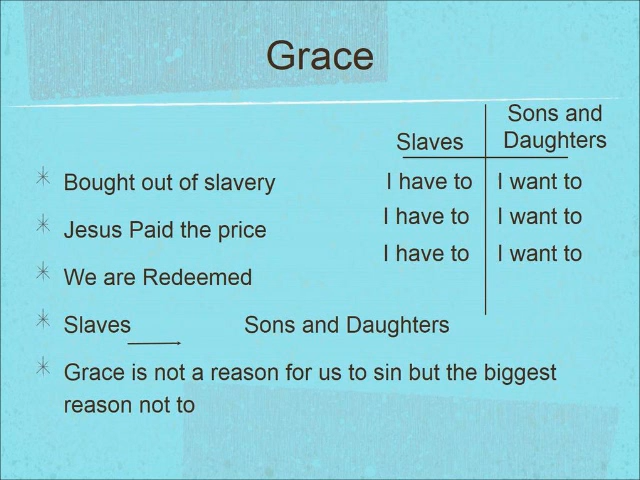 Grace
Bought out of slavery
Jesus Paid the price
We are Redeemed
Slaves Sons and Daughters
Grace is not a reason for us to sin but the biggest
reason not to
Slaves
Sons and
Daughters
I have to I want to
I have to I want to
I have to I want to